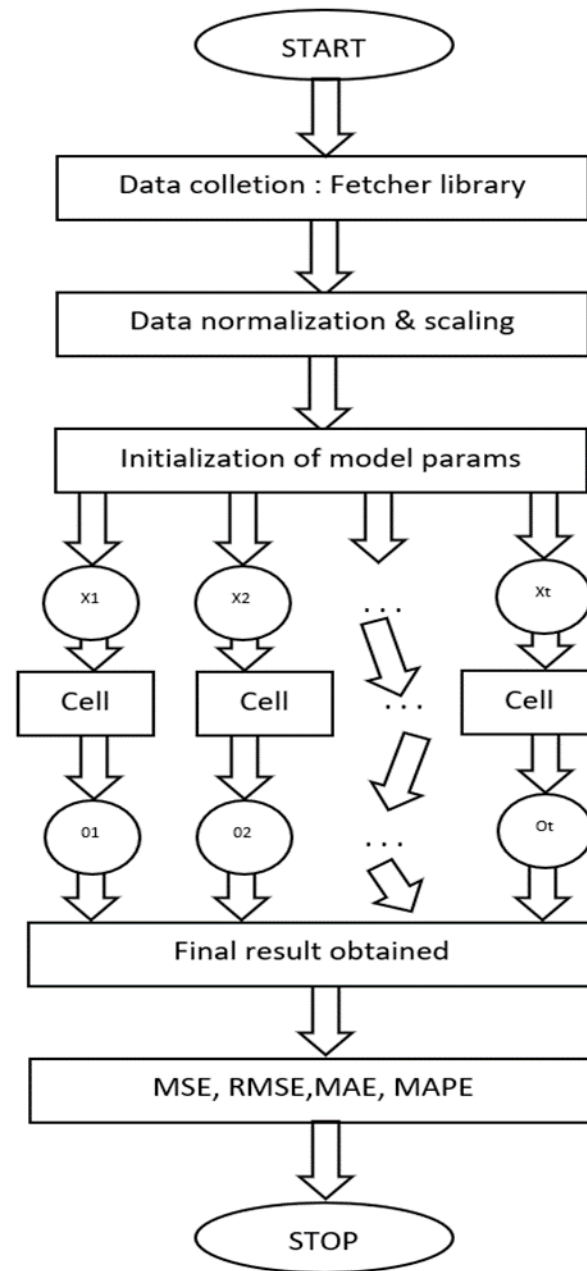 START
Data colletion : Fetcher library
Data normalization & scaling
Initialization of model params
X1 X2 ... Xt
Cell Cell ... Cell
01 02 ... Ot
Final result obtained
MSE, RMSE,MAE, MAPE
STOP